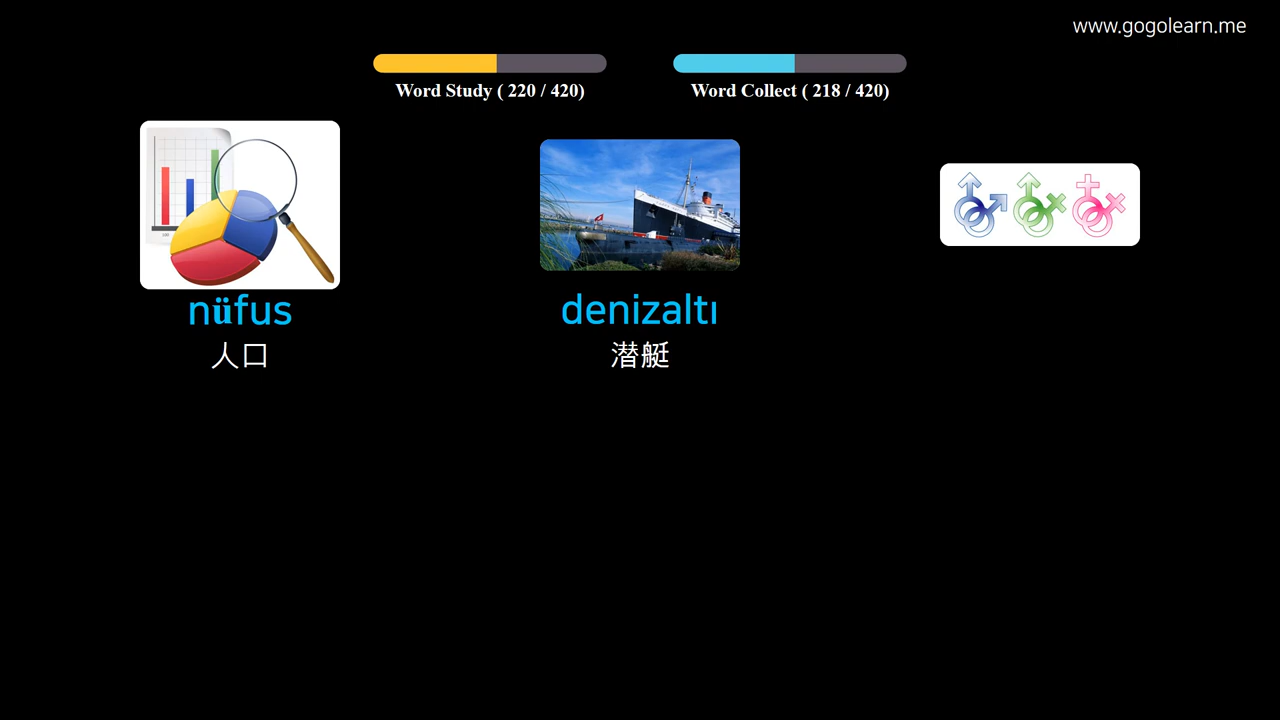 www.gogolearn.me
Word Study ( 220 / 420)
Word Collect ( 218 / 420)
nüfus
人口
denizaltı
潜艇